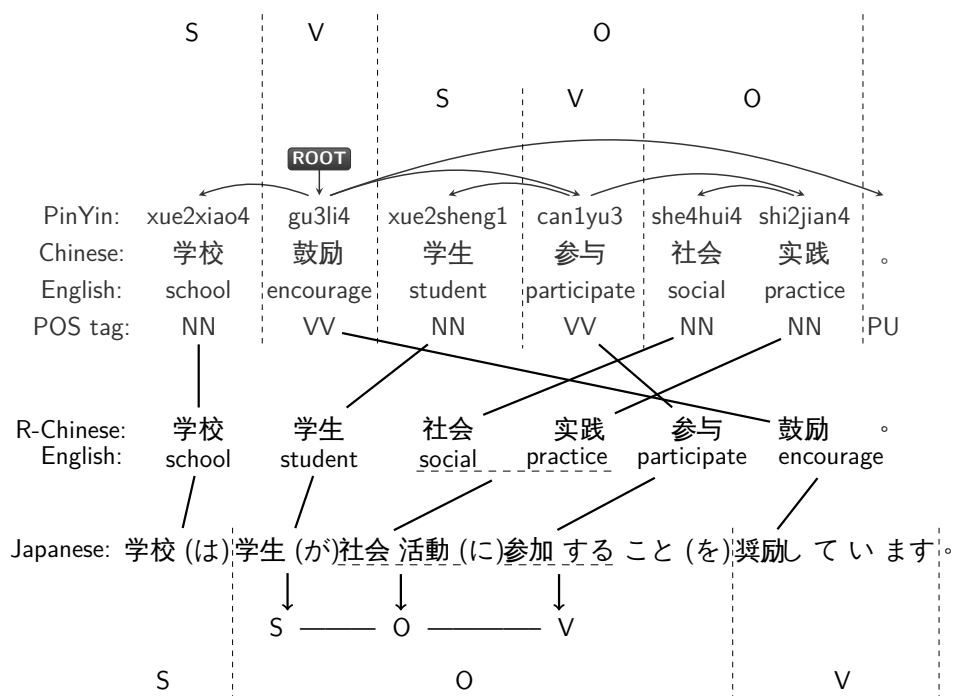 S V O
S V O
ROOT
PinYin: xue2xiao4 gu3li4 xue2sheng1 can1yu3 she4hui4 shi2jian4
Chinese: 学校 鼓励 学生 参与 社会 实践 。
English: school encourage student participate social practice
POS tag: NN VV NN VV NN NN PU
R-Chinese: 学校 学生 社会 实践 参与 鼓励 。
English: school student social practice participate encourage
Japanese: 学校 (は) 学生 (が) 社会 活動 (に) 参加 する こと (を) 奨励 し て い ます 。
S O V
S O V